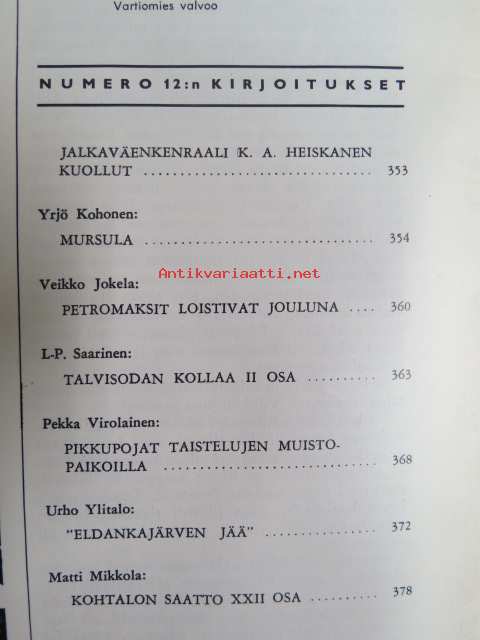 Vartiomies valvoo
NUMERO 12:n KIRJOITUKSET
JALKAVÄENKENRAALI K. A. HEISKANEN
KUOLLUT ................................ 353
Yrjö Kohonen:
MURSULA ................................ 354
Antikvariaatti.net
Veikko Jokela:
PETROMAKSIT LOISTIVAT JOULUNA .... 360
L-P. Saarinen:
TALVISODAN KOLLAA II OSA .......... 363
Pekka Virolainen:
PIKKUPOJAT TAISTELUJEN MUISTO-
PAIKOILLA .............................. 368
Urho Ylitalo:
"ELDANKAJÄRVEN JÄÄ" ................ 372
Matti Mikkola:
KOHTALON SAATTO XXII OSA .......... 378